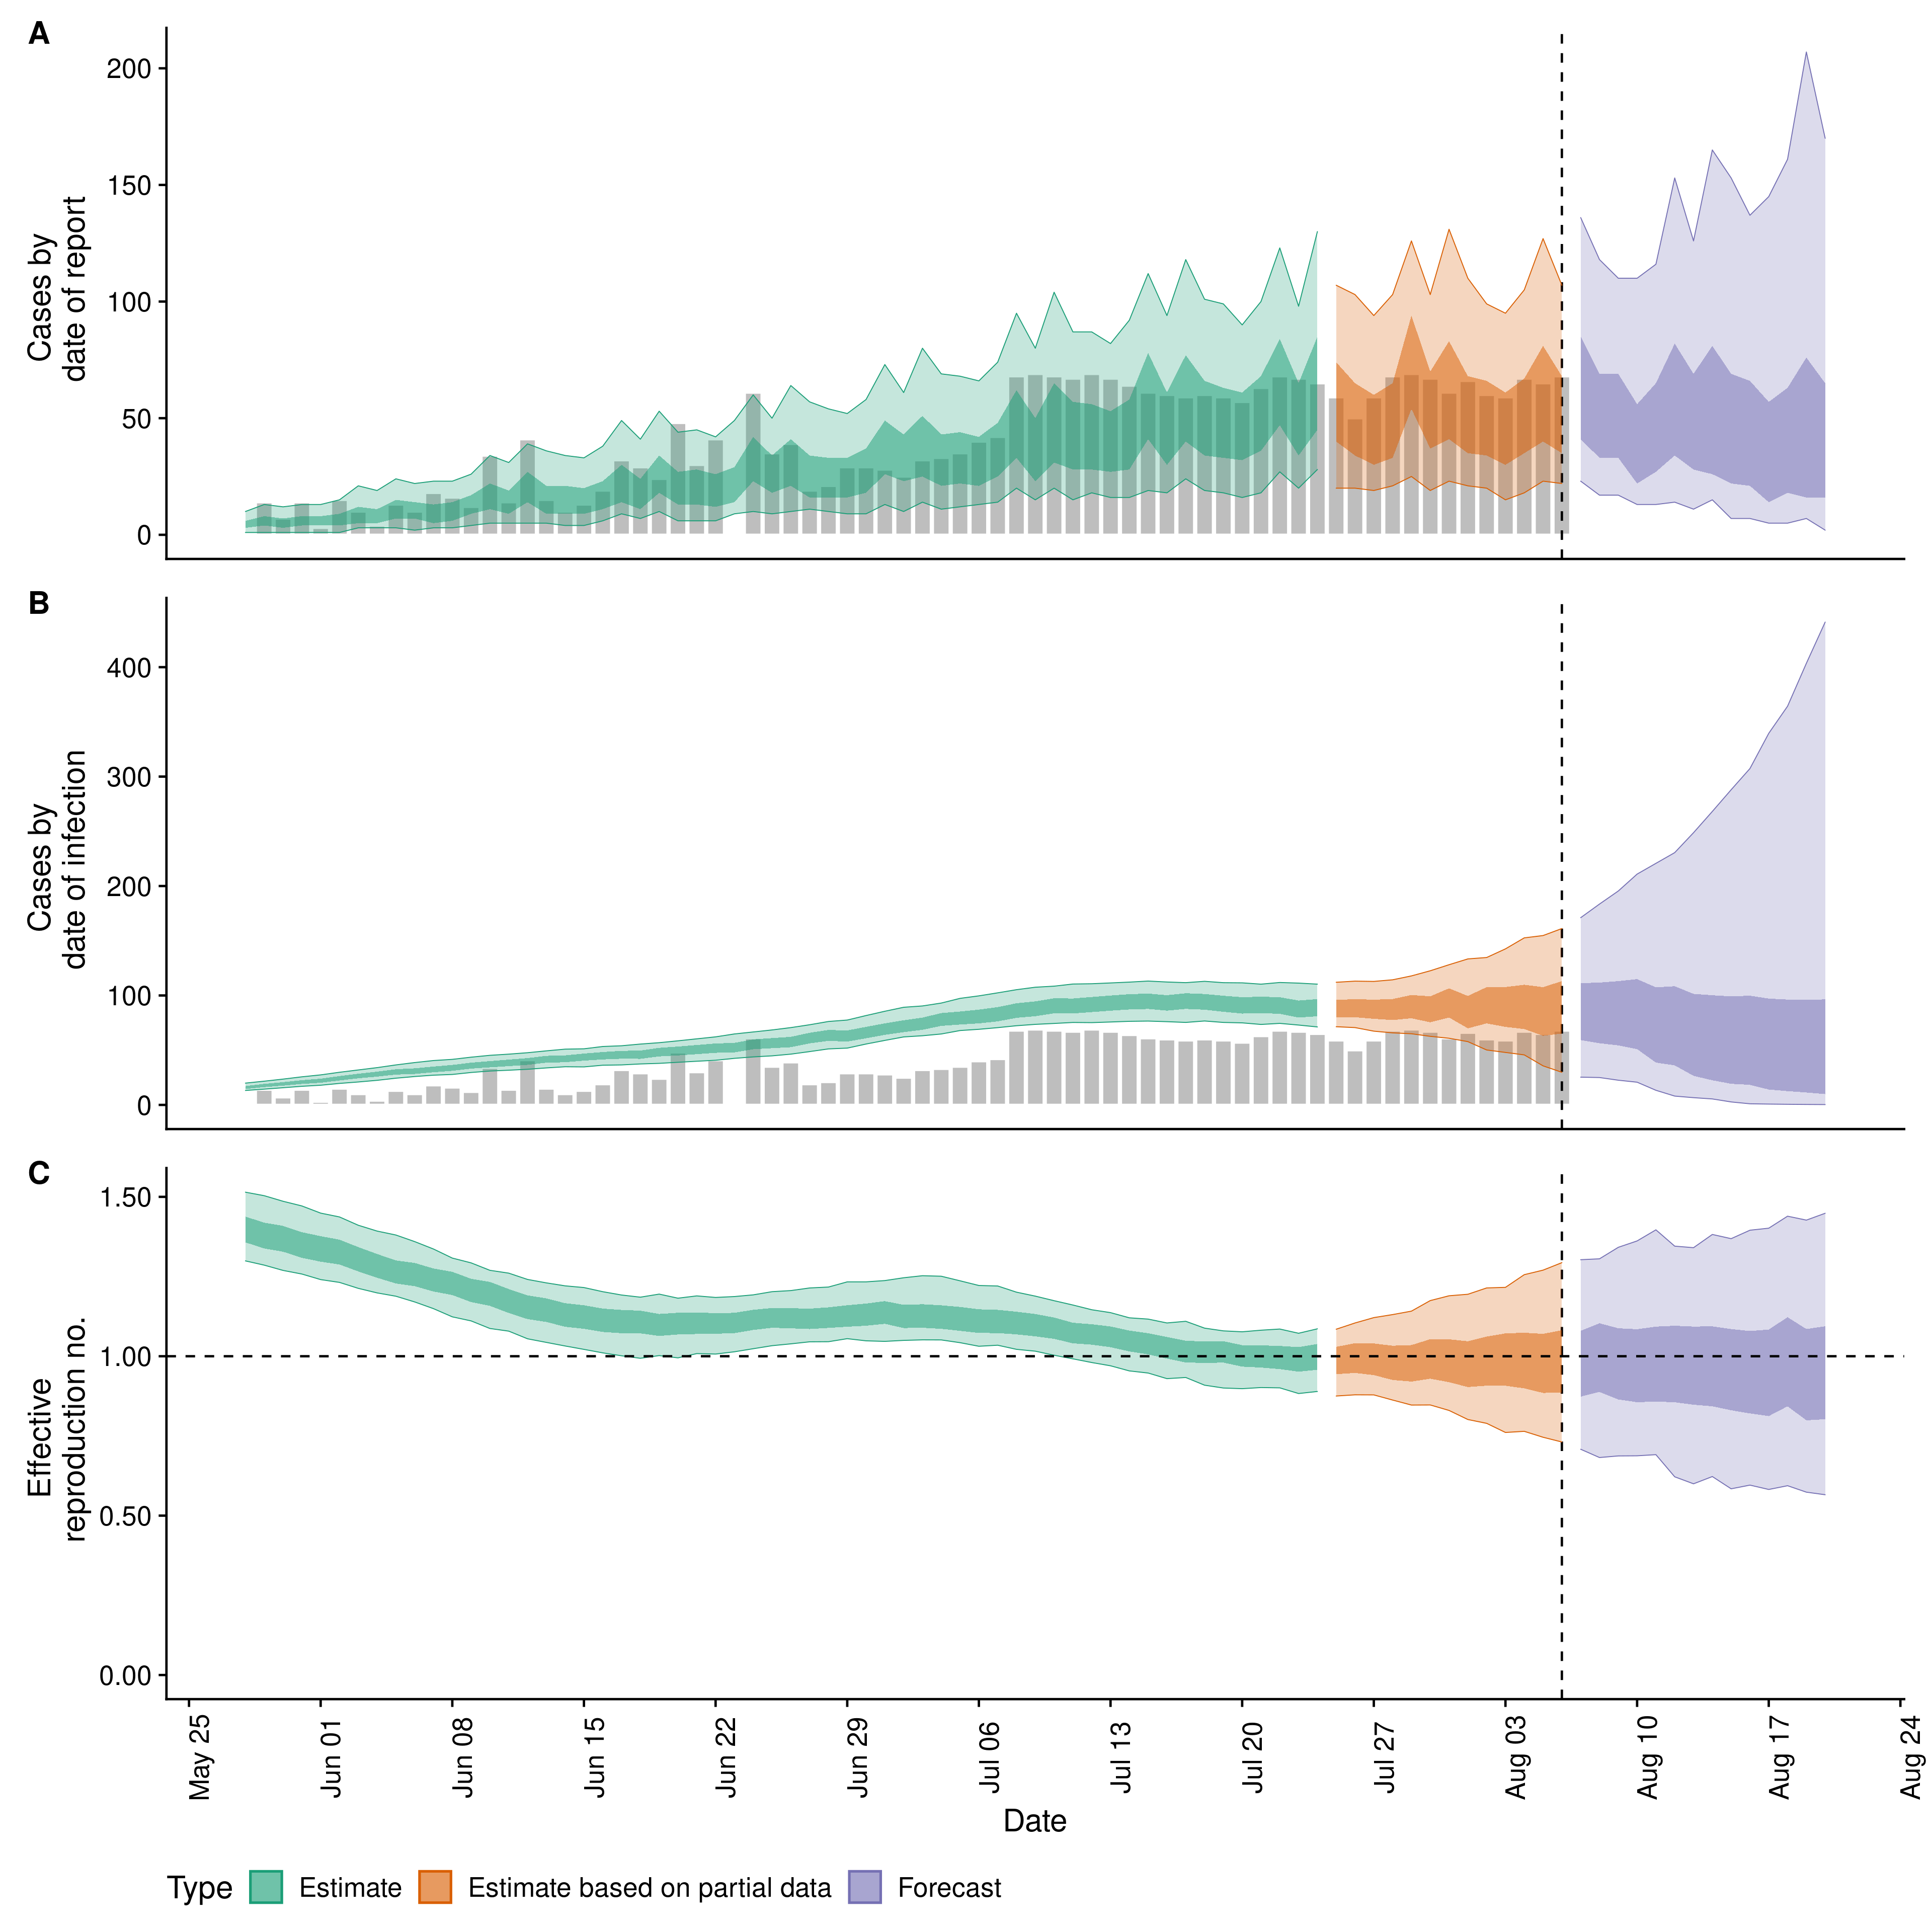 A
Cases by
date of report
200
150
100
50
0
B
Cases by
date of infection
400
300
200
100
0
C
Effective
reproduction no.
1.50
1.00
0.50
0.00
May 25
Jun 01
Jun 08
Jun 15
Jun 22
Jun 29
Jul 06
Jul 13
Jul 20
Jul 27
Aug 03
Aug 10
Aug 17
Aug 24
Date
Type Estimate Estimate based on partial data Forecast